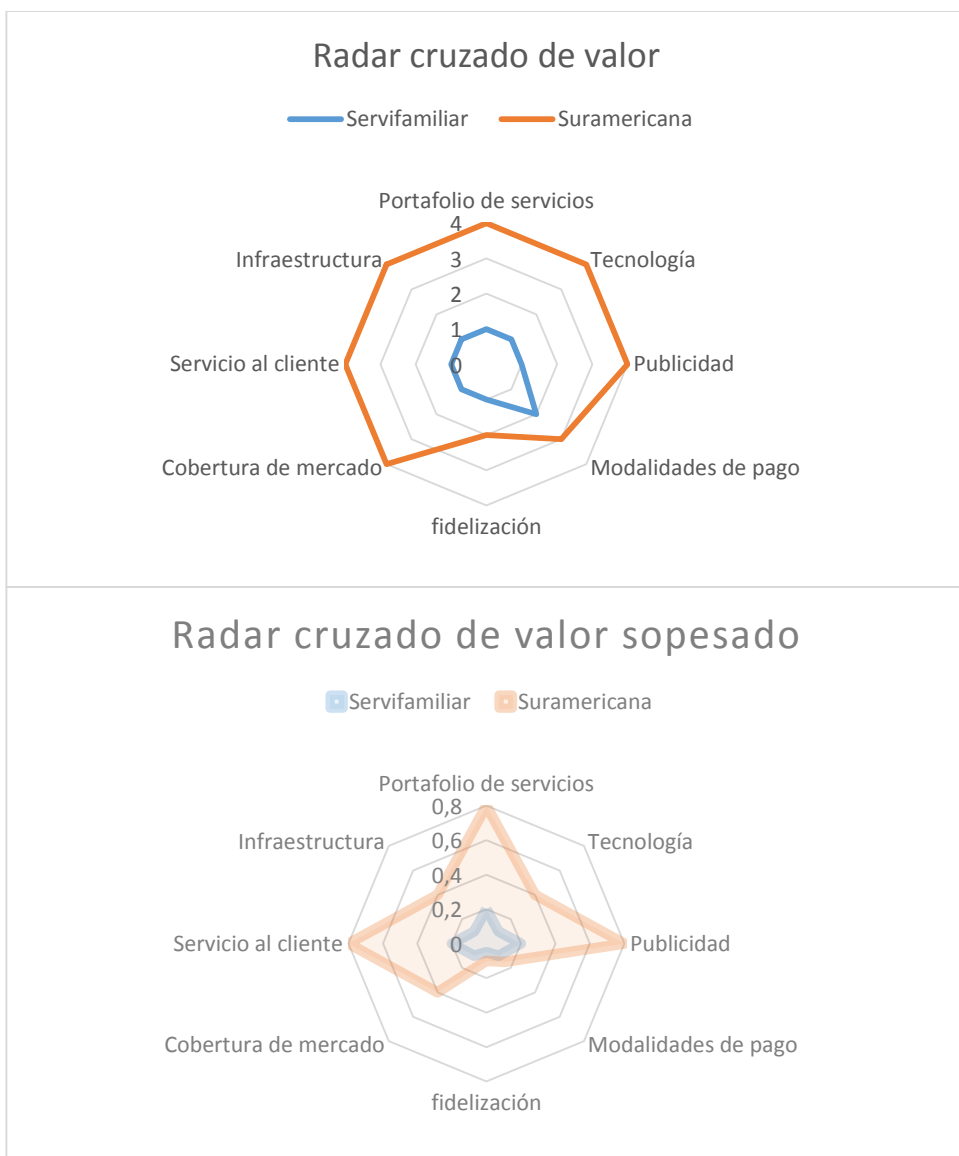 Radar cruzado de valor
Servifamiliar Suramericana
Portafolio de servicios
4
Infraestructura Tecnología
3
2
1
Servicio al cliente 0 Publicidad
Cobertura de mercado Modalidades de pago
fidelización
Radar cruzado de valor sopesado
Servifamiliar Suramericana
Portafolio de servicios
0,8
Infraestructura Tecnología
0,6
0,4
0,2
Servicio al cliente 0 Publicidad
Cobertura de mercado Modalidades de pago
fidelización